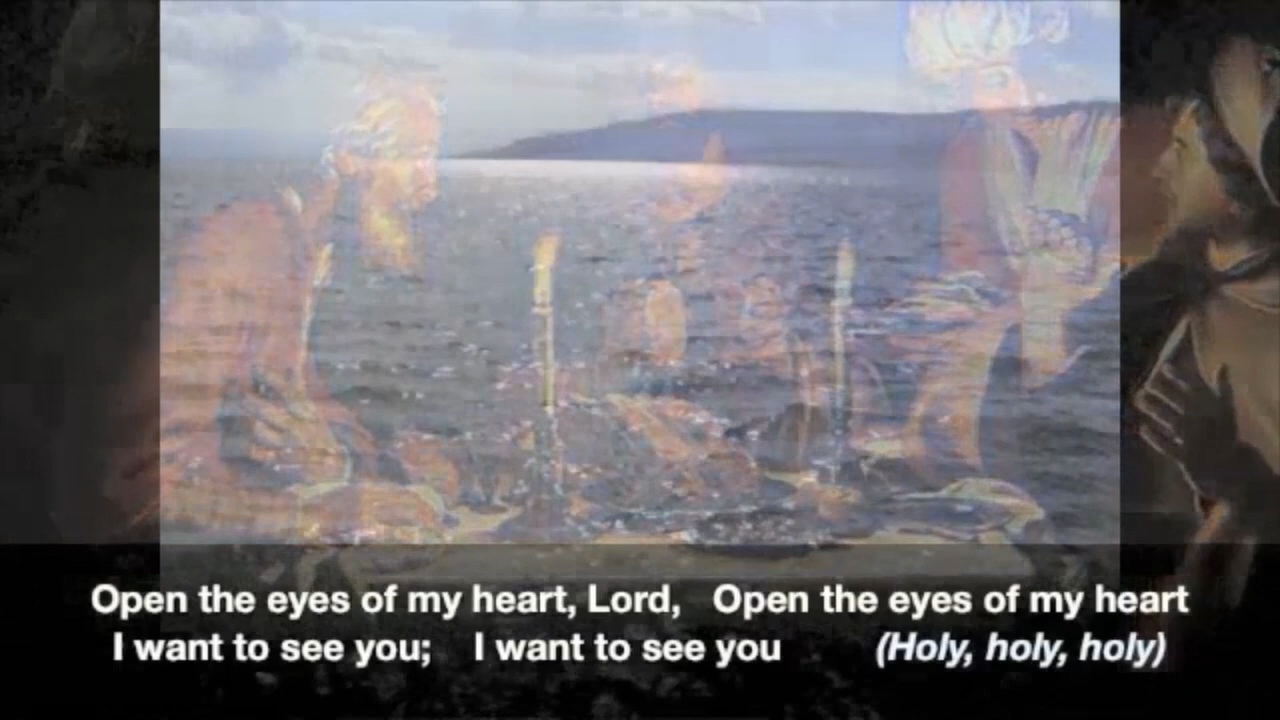 Open the eyes of my heart, Lord, Open the eyes of my heart
I want to see you; I want to see you (Holy, holy, holy)